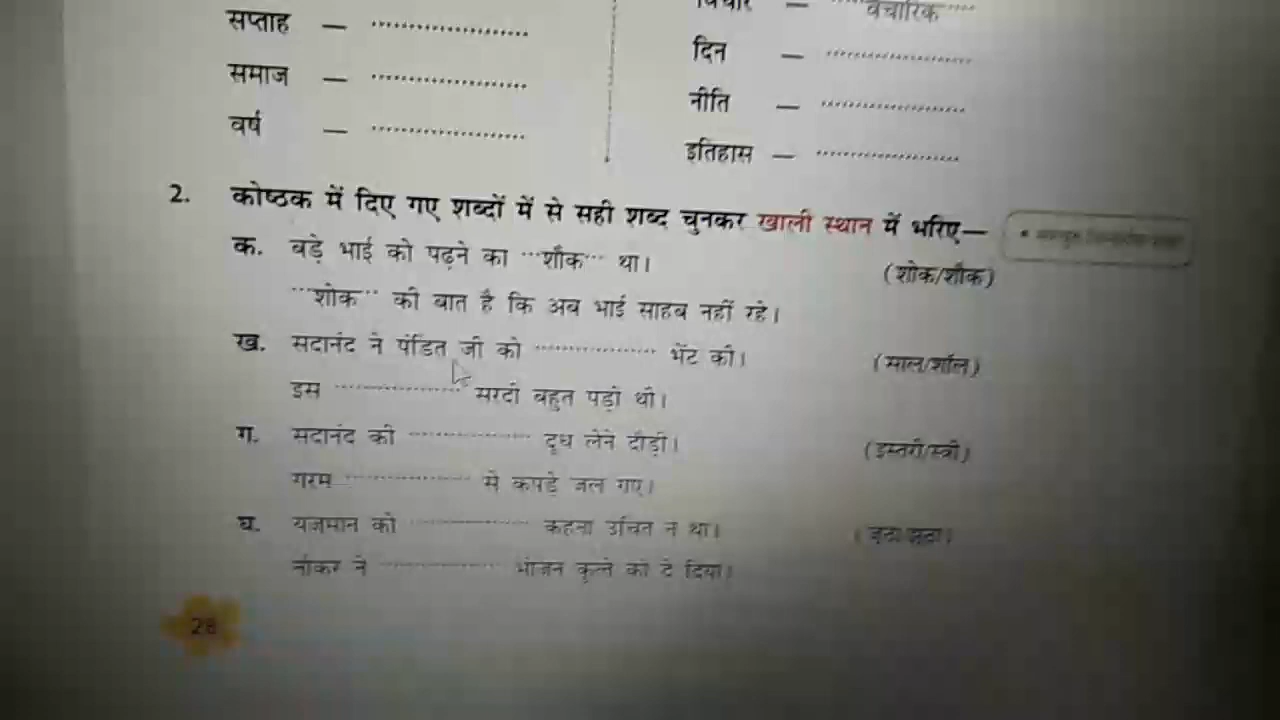 सप्ताह — ........................
समाज — ........................
वर्ष — ........................
विचार — वैचारिक
दिन — ........................
नीति — ........................
इतिहास — ........................
2. कोष्ठक में दिए गए शब्दों में से सही शब्द चुनकर खाली स्थान में भरिए—
क. बड़े भाई को पढ़ने का ...शौक... था। (शोक/शौक)
...शोक... की बात है कि अब भाई साहब नहीं रहे।
ख. सदानंद ने पंडित जी को .................. भेंट की। (साल/शॉल)
इस .................. सरदी बहुत पड़ी थी।
ग. सदानंद की .................. दूध लेने दौड़ी। (इस्तरी/स्त्री)
गरम .................. से कपड़े जल गए।
घ. यजमान को .................. कहना उचित न था। (जूठा/झूठा)
नौकर ने .................. भोजन कुत्ते को दे दिया।
28